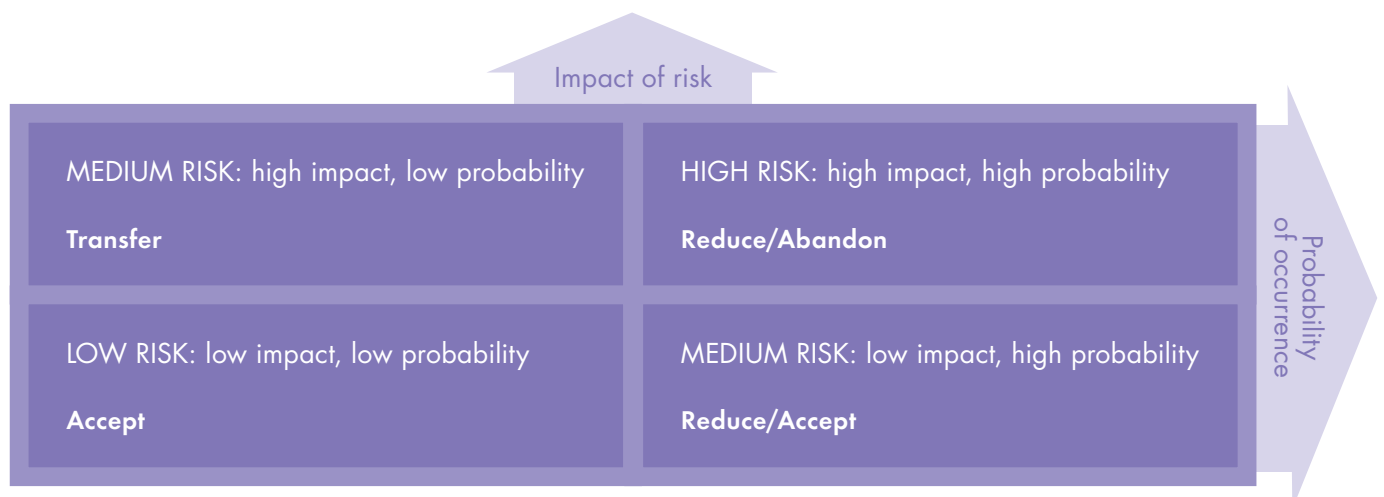 Impact of risk
MEDIUM RISK: high impact, low probability
Transfer
HIGH RISK: high impact, high probability
Reduce/Abandon
LOW RISK: low impact, low probability
Accept
MEDIUM RISK: low impact, high probability
Reduce/Accept
Probability
of occurrence